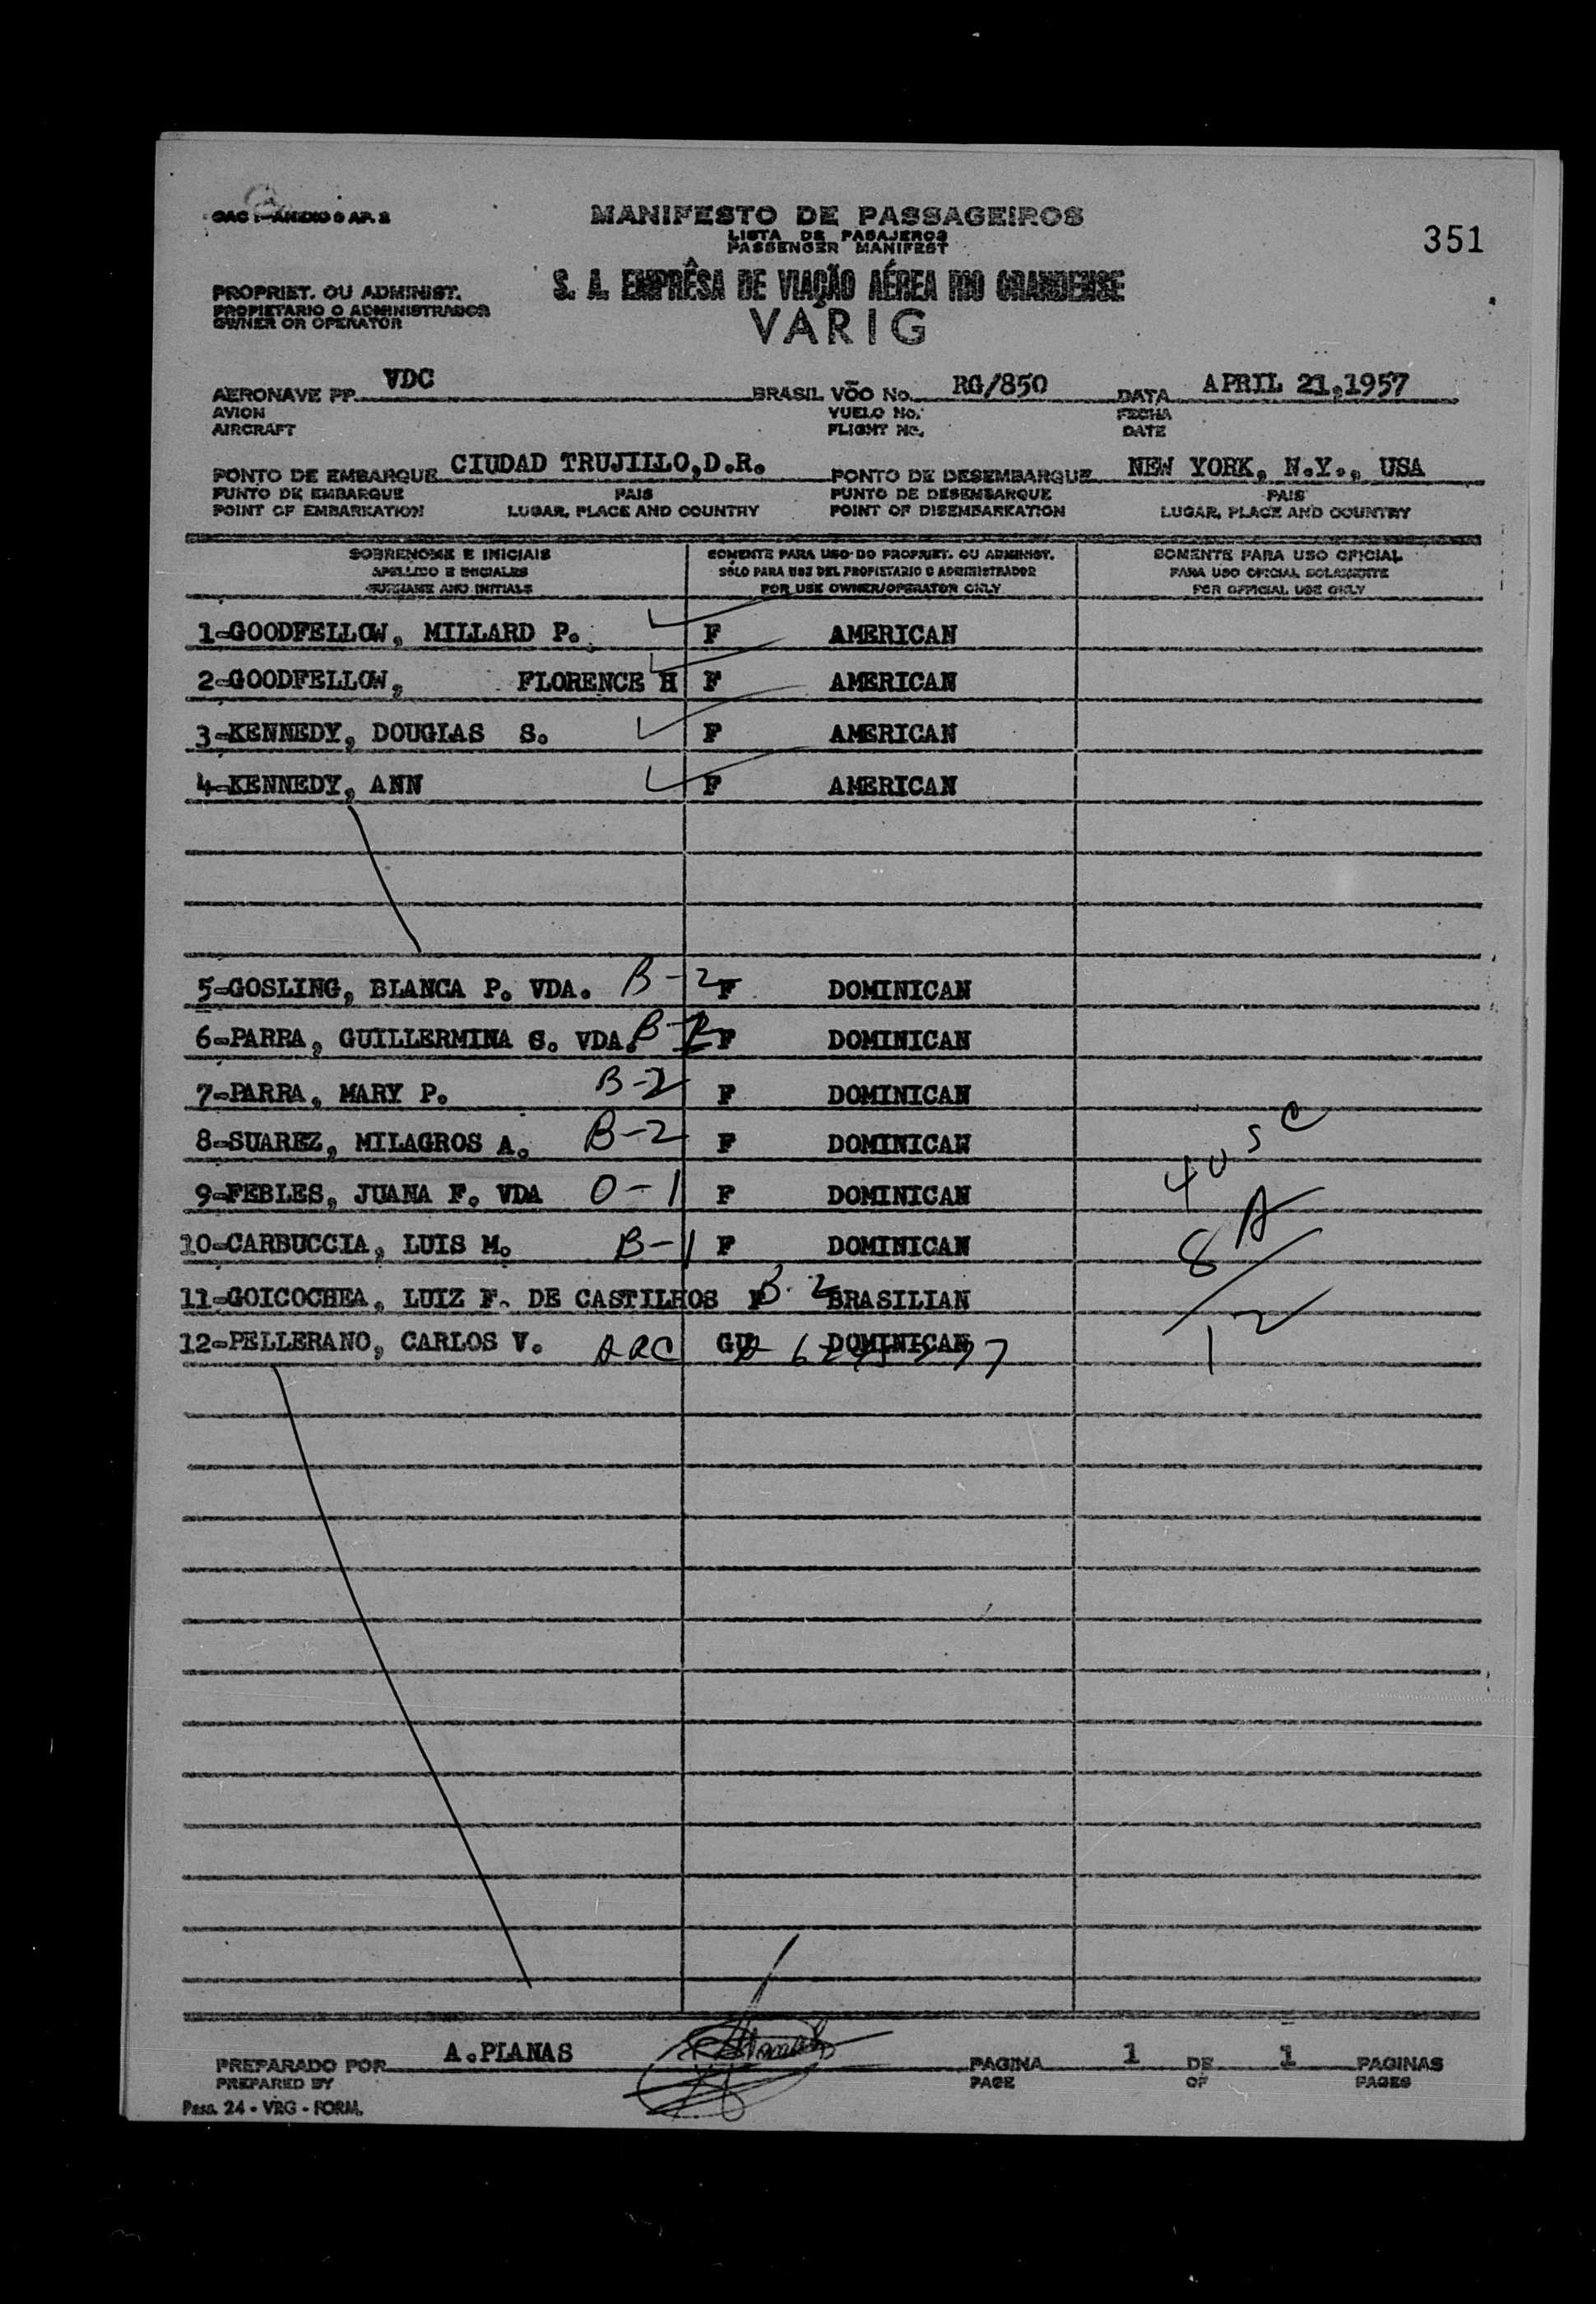 OAC 1-ANEXO 9 AP. 2
MANIFESTO DE PASSAGEIROS
LISTA DE PASAJEROS
PASSENGER MANIFEST
351
PROPRIET. OU ADMINIST.
PROPIETARIO O ADMINISTRADOR
OWNER OR OPERATOR
S. A. EMPRÊSA DE VIAÇÃO AÉREA RIO GRANDENSE
VARIG
AERONAVE PP VDC BRASIL VÔO No. RG/850 DATA APRIL 21,1957
AVION VUELO No. FECHA
AIRCRAFT FLIGHT No. DATE
PONTO DE EMBARQUE CIUDAD TRUJILLO,D.R. PONTO DE DESEMBARQUE NEW YORK, N.Y., USA
PUNTO DE EMBARQUE PAIS PUNTO DE DESEMBARQUE PAIS
POINT OF EMBARKATION LUGAR, PLACE AND COUNTRY POINT OF DISEMBARKATION LUGAR, PLACE AND COUNTRY
SOBRENOME E INICIAIS SOMENTE PARA USO DO PROPRIET. OU ADMINIST. SOMENTE PARA USO OFICIAL
APELLIDO E INICIALES SÓLO PARA USO DEL PROPIETARIO O ADMINISTRADOR PARA USO OFICIAL SOLAMENTE
SURNAME AND INITIALS FOR USE OWNER/OPERATOR ONLY FOR OFFICIAL USE ONLY
1-GOODFELLOW, MILLARD P. F AMERICAN
2-GOODFELLOW, FLORENCE H F AMERICAN
3-KENNEDY, DOUGLAS S. F AMERICAN
4-KENNEDY, ANN F AMERICAN
5-GOSLING, BLANCA P. VDA. B-2 F DOMINICAN
6-PARRA, GUILLERMINA S. VDA. B-2 F DOMINICAN
7-PARRA, MARY P. B-2 F DOMINICAN
8-SUAREZ, MILAGROS A. B-2 F DOMINICAN
9-FEBLES, JUANA F. VDA O-1 F DOMINICAN
4 USC
10-CARBUCCIA, LUIS M. B-1 F DOMINICAN
8 A
11-GOICOCHEA, LUIZ F. DE CASTILHOS F B-2 BRASILIAN
12
12-PELLERANO, CARLOS V. ARC DOMINICAN
A.PLANAS
PREPARADO POR PAGINA 1 DE 1 PAGINAS
PREPARED BY PAGE OF PAGES
Pasa. 24 - VRG - FORM.